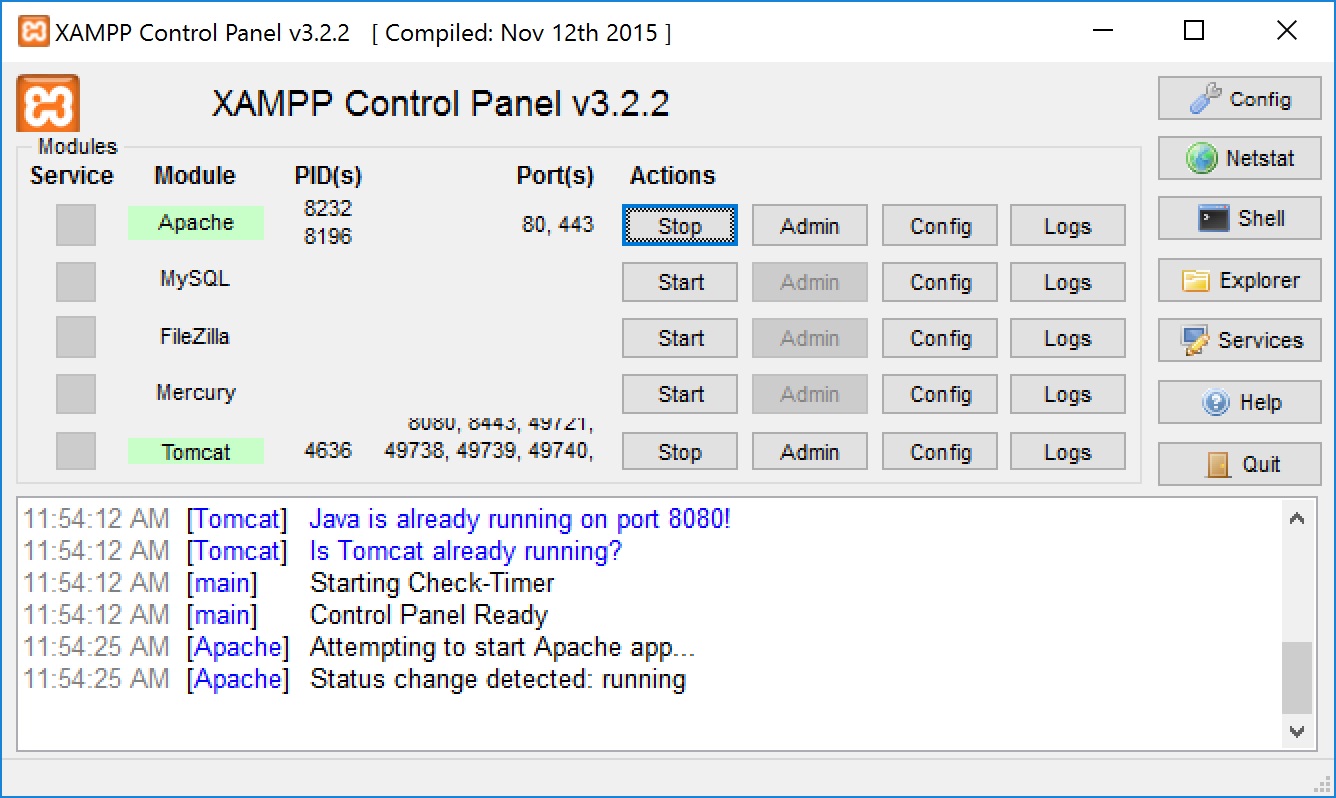 XAMPP Control Panel v3.2.2 [ Compiled: Nov 12th 2015 ]
XAMPP Control Panel v3.2.2
Config
Netstat
Shell
Explorer
Services
Help
Quit
Modules
Service Module PID(s) Port(s) Actions
Apache 8232 8196 80, 443 Stop Admin Config Logs
MySQL Start Admin Config Logs
FileZilla Start Admin Config Logs
Mercury Start Admin Config Logs
8080, 8443, 49721,
Tomcat 4636 49738, 49739, 49740, Stop Admin Config Logs
11:54:12 AM [Tomcat] Java is already running on port 8080!
11:54:12 AM [Tomcat] Is Tomcat already running?
11:54:12 AM [main] Starting Check-Timer
11:54:12 AM [main] Control Panel Ready
11:54:25 AM [Apache] Attempting to start Apache app...
11:54:25 AM [Apache] Status change detected: running